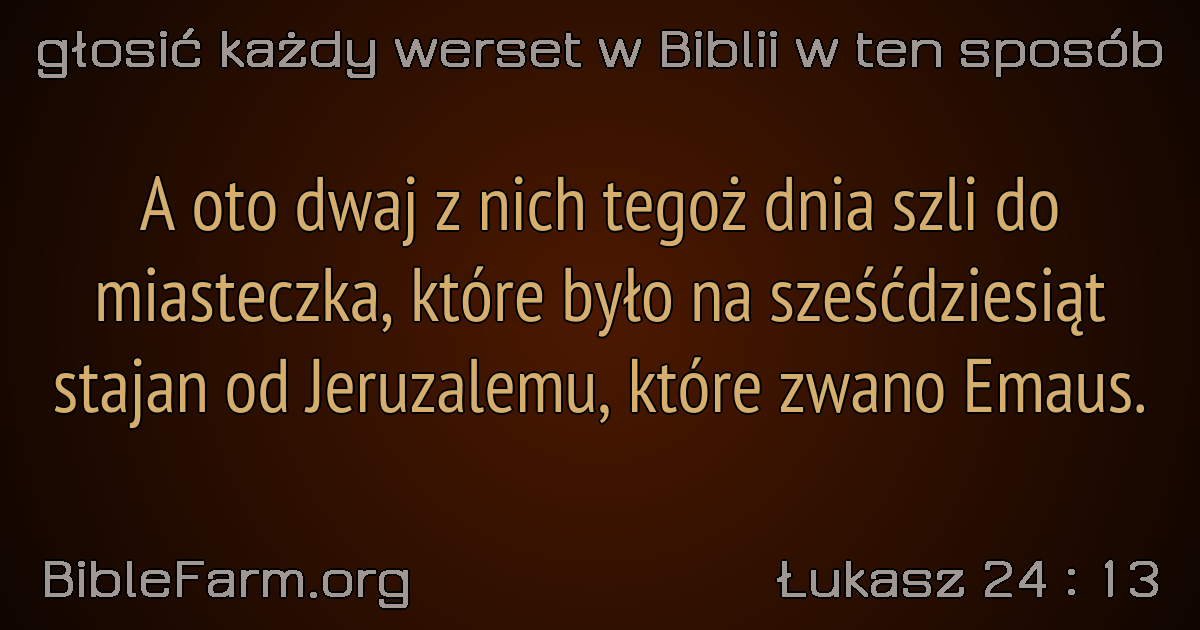 głosić każdy werset w Biblii w ten sposób
A oto dwaj z nich tegoż dnia szli do
miasteczka, które było na sześćdziesiąt
stajan od Jeruzalemu, które zwano Emaus.
BibleFarm.org
Łukasz 24 : 13